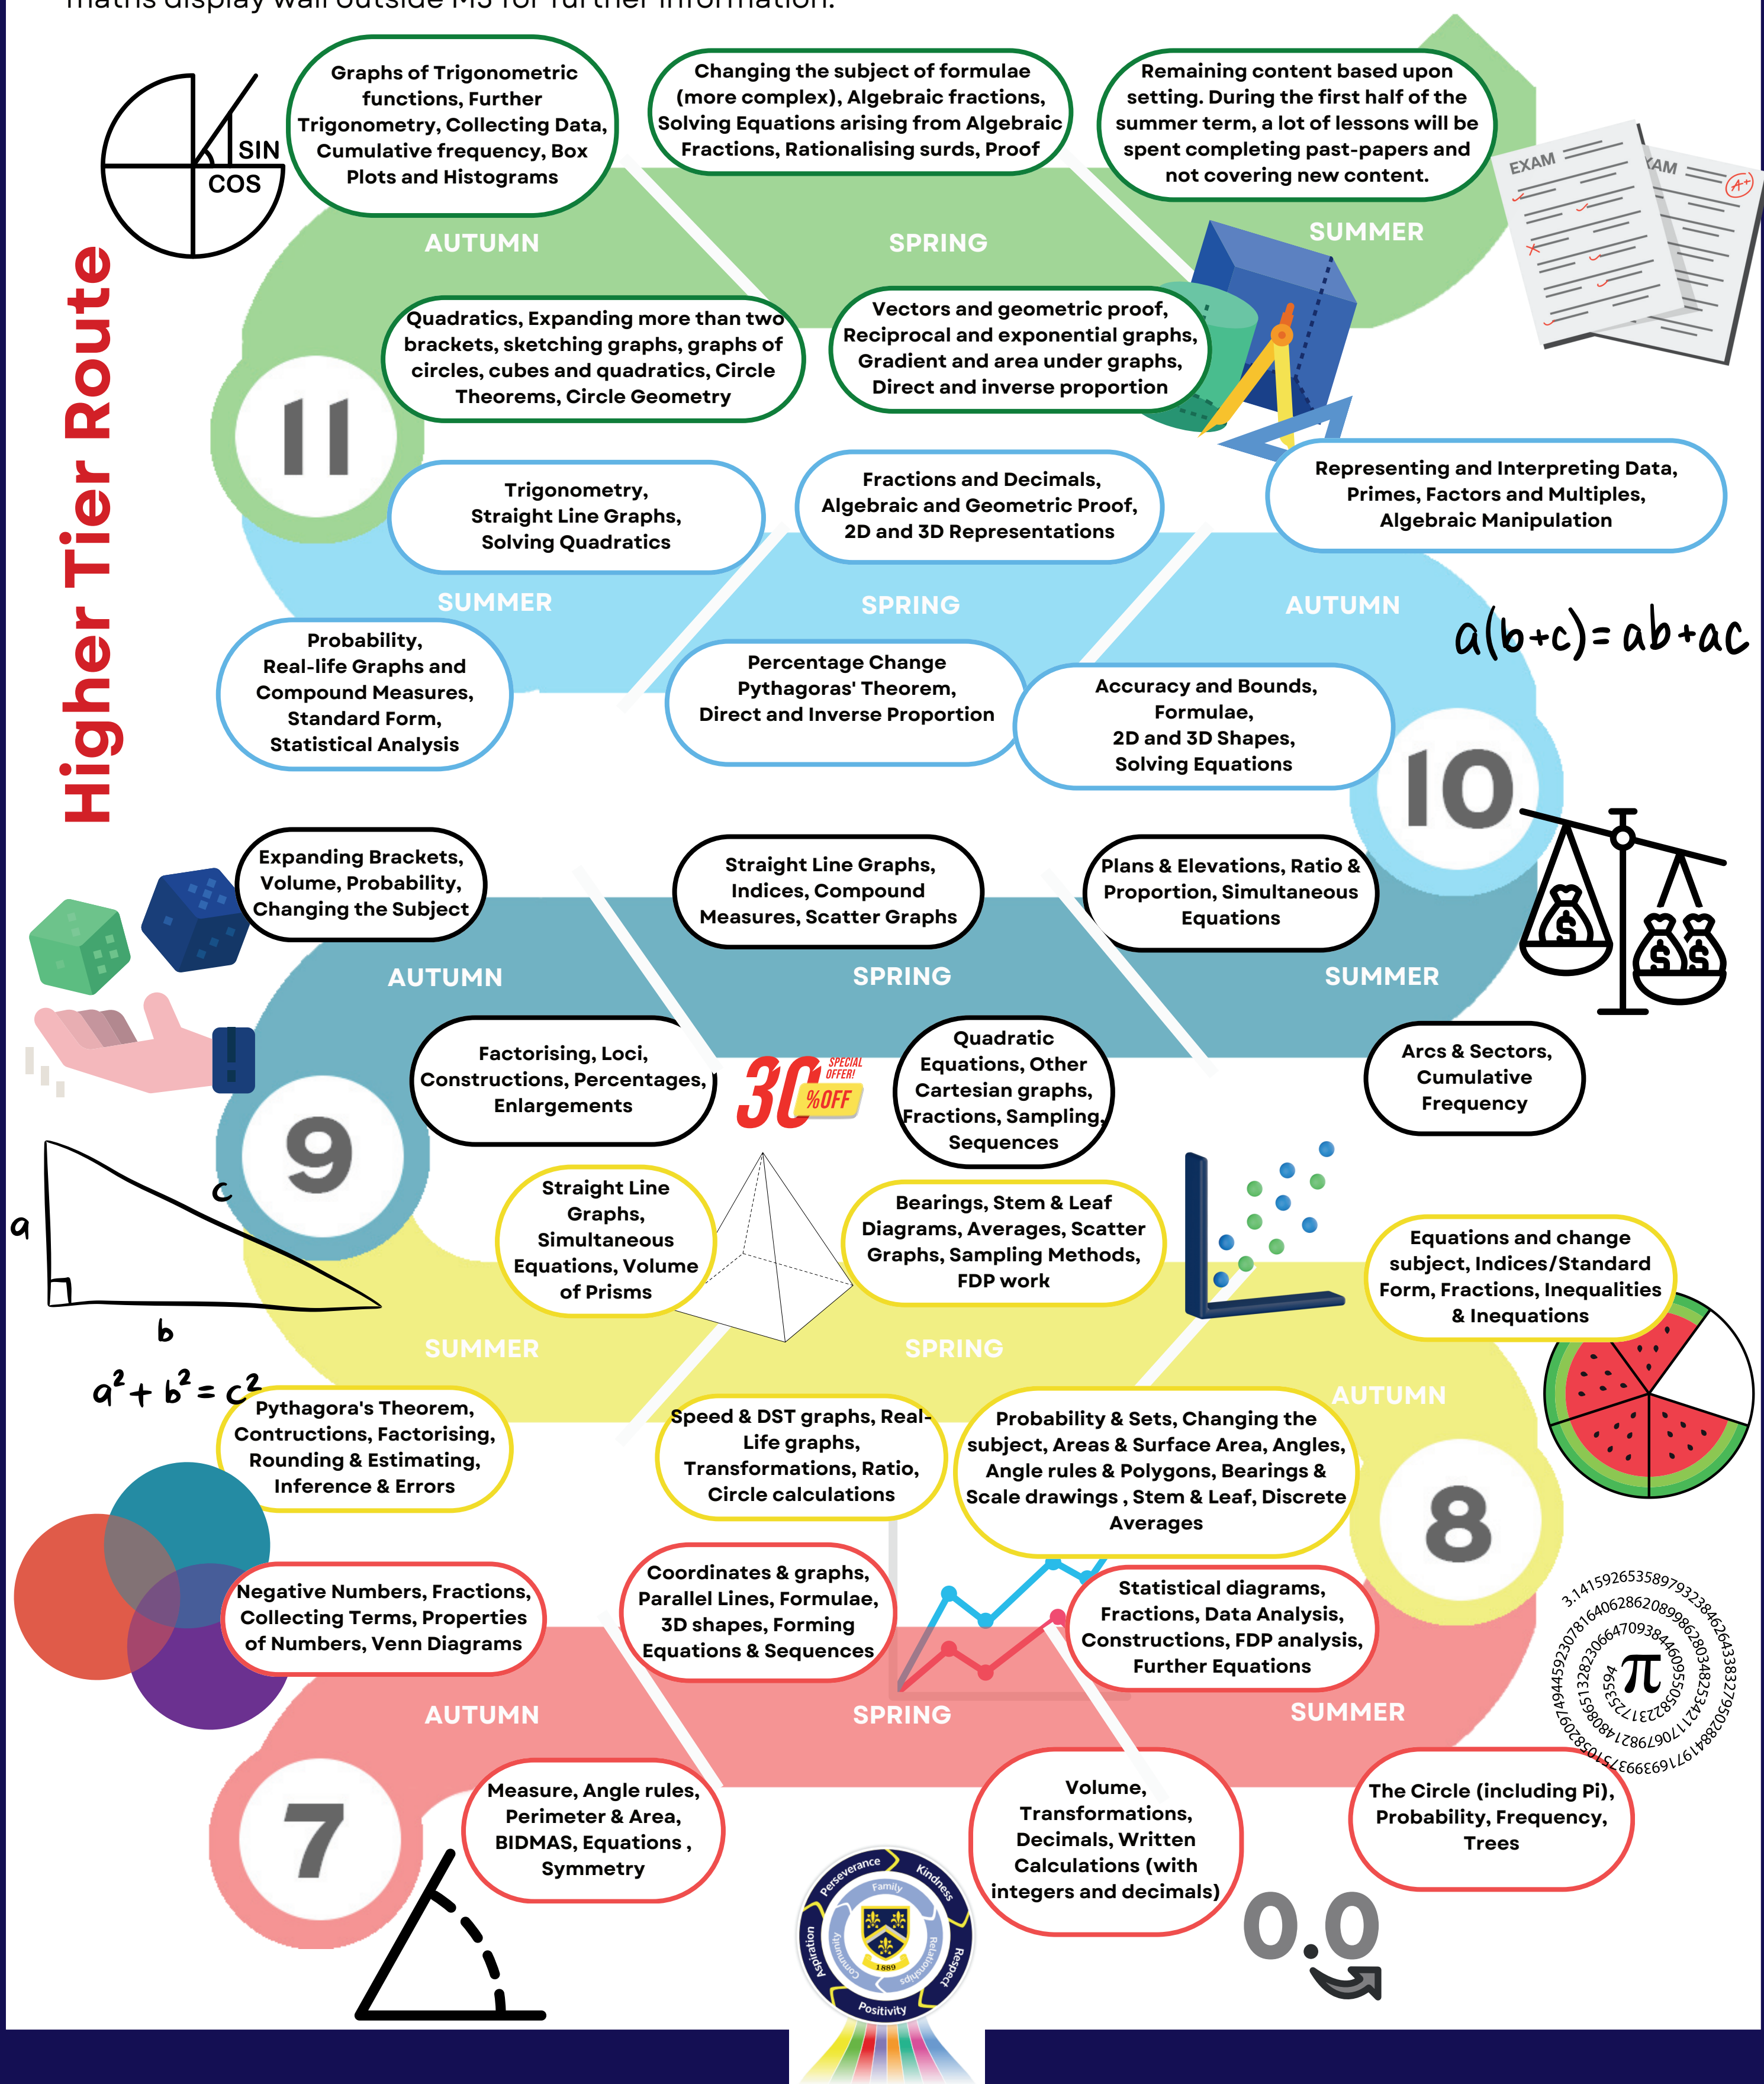 maths display wall outside M3 for further information.
Higher Tier Route
Graphs of Trigonometric
functions, Further
Trigonometry, Collecting Data,
Cumulative frequency, Box
Plots and Histograms
Changing the subject of formulae
(more complex), Algebraic fractions,
Solving Equations arising from Algebraic
Fractions, Rationalising surds, Proof
Remaining content based upon
setting. During the first half of the
summer term, a lot of lessons will be
spent completing past-papers and
not covering new content.
SIN
COS
EXAM
XAM
A+
AUTUMN
SPRING
SUMMER
Quadratics, Expanding more than two
brackets, sketching graphs, graphs of
circles, cubes and quadratics, Circle
Theorems, Circle Geometry
Vectors and geometric proof,
Reciprocal and exponential graphs,
Gradient and area under graphs,
Direct and inverse proportion
11
Trigonometry,
Straight Line Graphs,
Solving Quadratics
Fractions and Decimals,
Algebraic and Geometric Proof,
2D and 3D Representations
Representing and Interpreting Data,
Primes, Factors and Multiples,
Algebraic Manipulation
SUMMER
SPRING
AUTUMN
a(b+c)= ab+ac
Probability,
Real-life Graphs and
Compound Measures,
Standard Form,
Statistical Analysis
Percentage Change
Pythagoras' Theorem,
Direct and Inverse Proportion
Accuracy and Bounds,
Formulae,
2D and 3D Shapes,
Solving Equations
10
Expanding Brackets,
Volume, Probability,
Changing the Subject
Straight Line Graphs,
Indices, Compound
Measures, Scatter Graphs
Plans & Elevations, Ratio &
Proportion, Simultaneous
Equations
$
$ $
AUTUMN
SPRING
SUMMER
Factorising, Loci,
Constructions, Percentages,
Enlargements
30
SPECIAL
OFFER!
%OFF
Quadratic
Equations, Other
Cartesian graphs,
Fractions, Sampling,
Sequences
Arcs & Sectors,
Cumulative
Frequency
9
a
c
b
a² + b² = c²
Straight Line
Graphs,
Simultaneous
Equations, Volume
of Prisms
Bearings, Stem & Leaf
Diagrams, Averages, Scatter
Graphs, Sampling Methods,
FDP work
Equations and change
subject, Indices/Standard
Form, Fractions, Inequalities
& Inequations
SUMMER
SPRING
AUTUMN
Pythagora's Theorem,
Contructions, Factorising,
Rounding & Estimating,
Inference & Errors
Speed & DST graphs, Real-
Life graphs,
Transformations, Ratio,
Circle calculations
Probability & Sets, Changing the
subject, Areas & Surface Area, Angles,
Angle rules & Polygons, Bearings &
Scale drawings , Stem & Leaf, Discrete
Averages
8
Negative Numbers, Fractions,
Collecting Terms, Properties
of Numbers, Venn Diagrams
Coordinates & graphs,
Parallel Lines, Formulae,
3D shapes, Forming
Equations & Sequences
Statistical diagrams,
Fractions, Data Analysis,
Constructions, FDP analysis,
Further Equations
π
AUTUMN
SPRING
SUMMER
7
Measure, Angle rules,
Perimeter & Area,
BIDMAS, Equations ,
Symmetry
Volume,
Transformations,
Decimals, Written
Calculations (with
integers and decimals)
The Circle (including Pi),
Probability, Frequency,
Trees
0.0
Perseverance
Kindness
Respect
Positivity
Aspiration
Family
Relationships
Community
1889